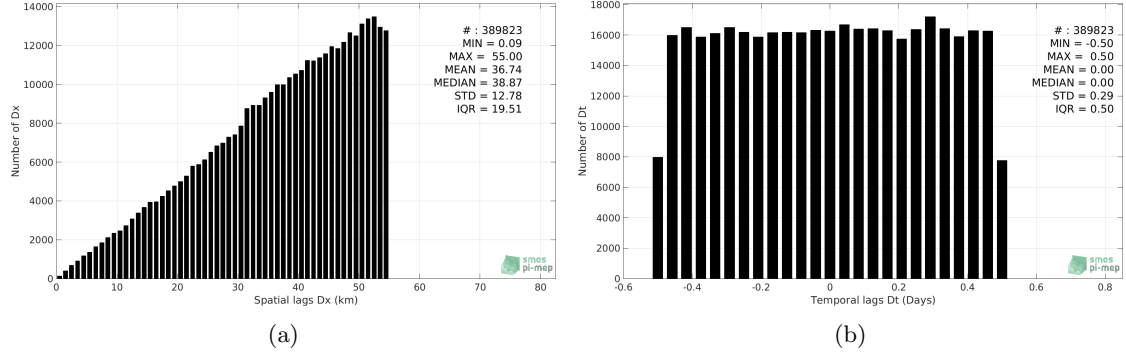 14000
12000
10000
8000
6000
4000
2000
0
Number of Dx
# : 389823
MIN = 0.09
MAX = 55.00
MEAN = 36.74
MEDIAN = 38.87
STD = 12.78
IQR = 19.51
smos
pi-mep
0 10 20 30 40 50 60 70 80
Spatial lags Dx (km)
(a)
18000
16000
14000
12000
10000
8000
6000
4000
2000
0
Number of Dt
# : 389823
MIN = -0.50
MAX = 0.50
MEAN = 0.00
MEDIAN = 0.00
STD = 0.29
IQR = 0.50
smos
pi-mep
-0.6 -0.4 -0.2 0 0.2 0.4 0.6 0.8
Temporal lags Dt (Days)
(b)